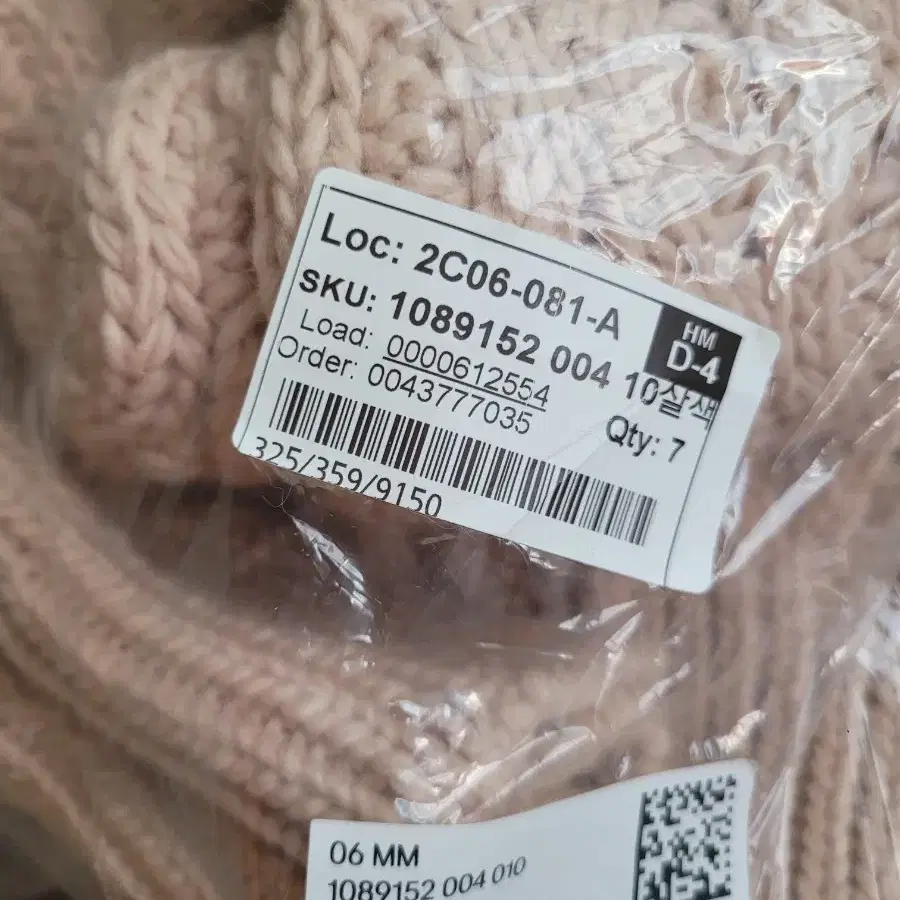 Loc: 2C06-081-A
HM
D-4
SKU: 1089152 004 10살색
Load: 0000612554
Order: 0043777035
Qty: 7
325/359/9150
06 MM
1089152 004 010